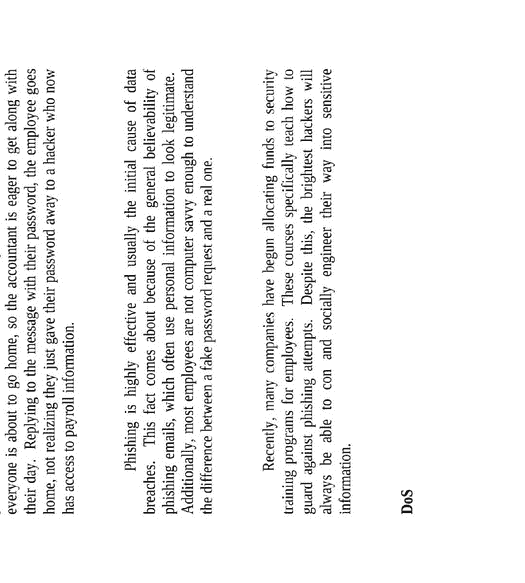 everyone is about to go home, so the accountant is eager to get along with
their day. Replying to the message with their password, the employee goes
home, not realizing they just gave their password away to a hacker who now
has access to payroll information.
Phishing is highly effective and usually the initial cause of data
breaches. This fact comes about because of the general believability of
phishing emails, which often use personal information to look legitimate.
Additionally, most employees are not computer savvy enough to understand
the difference between a fake password request and a real one.
Recently, many companies have begun allocating funds to security
training programs for employees. These courses specifically teach how to
guard against phishing attempts. Despite this, the brightest hackers will
always be able to con and socially engineer their way into sensitive
information.
DoS